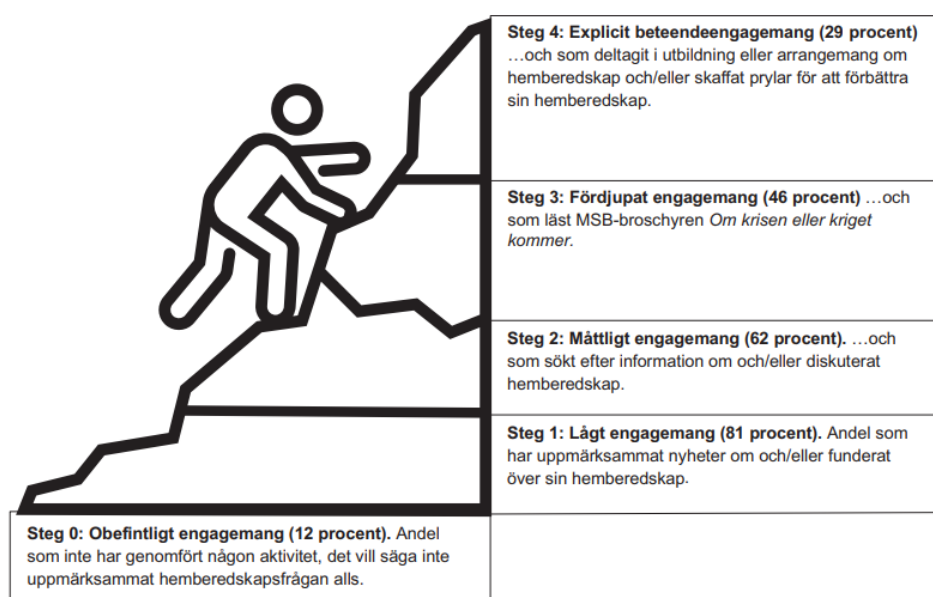 Steg 4: Explicit beteendeengagemang (29 procent)
…och som deltagit i utbildning eller arrangemang om
hemberedskap och/eller skaffat prylar för att förbättra
sin hemberedskap.
Steg 3: Fördjupat engagemang (46 procent) …och
som läst MSB-broschyren Om krisen eller kriget
kommer.
Steg 2: Måttligt engagemang (62 procent). …och
som sökt efter information om och/eller diskuterat
hemberedskap.
Steg 1: Lågt engagemang (81 procent). Andel som
har uppmärksammat nyheter om och/eller funderat
över sin hemberedskap.
Steg 0: Obefintligt engagemang (12 procent). Andel
som inte har genomfört någon aktivitet, det vill säga inte
uppmärksammat hemberedskapsfrågan alls.